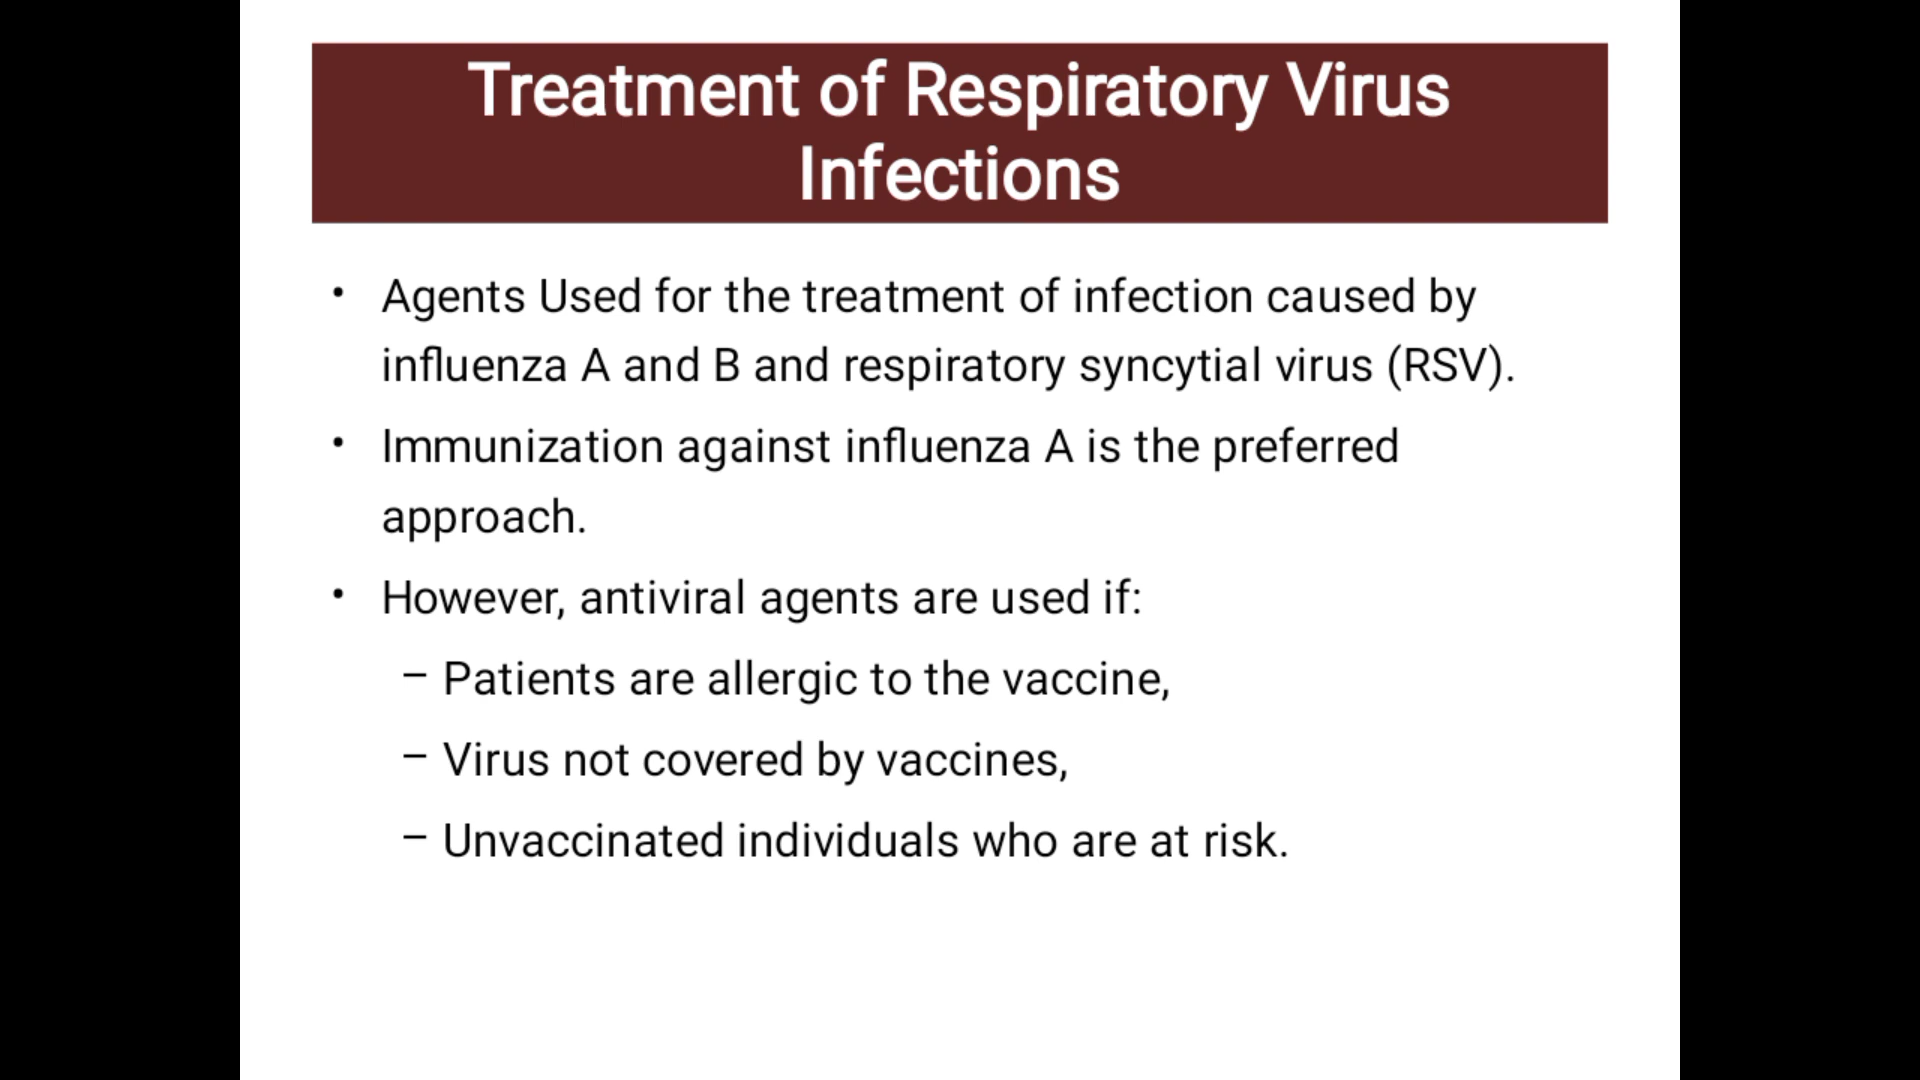 Treatment of Respiratory Virus
Infections
• Agents Used for the treatment of infection caused by
influenza A and B and respiratory syncytial virus (RSV).
• Immunization against influenza A is the preferred
approach.
• However, antiviral agents are used if:
– Patients are allergic to the vaccine,
– Virus not covered by vaccines,
– Unvaccinated individuals who are at risk.